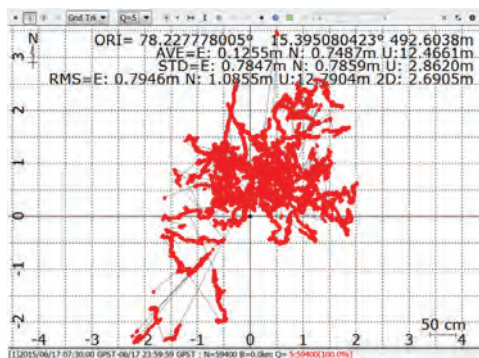 1 Gnd Trk Q=5
N ORI= 78.227778005° 15.395080423° 492.6038m
AVE=E: 0.1255m N: 0.7487m U:12.4661m
STD=E: 0.7847m N: 0.7859m U: 2.8620m
RMS=E: 0.7946m N: 1.0855m U:12.7904m 2D: 2.6905m
3
2
1
0
-1
-2
50 cm
-4 -3 -2 -1 0 1 2 3 4
[1]2015/06/17 07:30:00 GPST-06/17 23:59:59 GPST : N=59400 B=0.0km Q= 5:59400(100.0%)